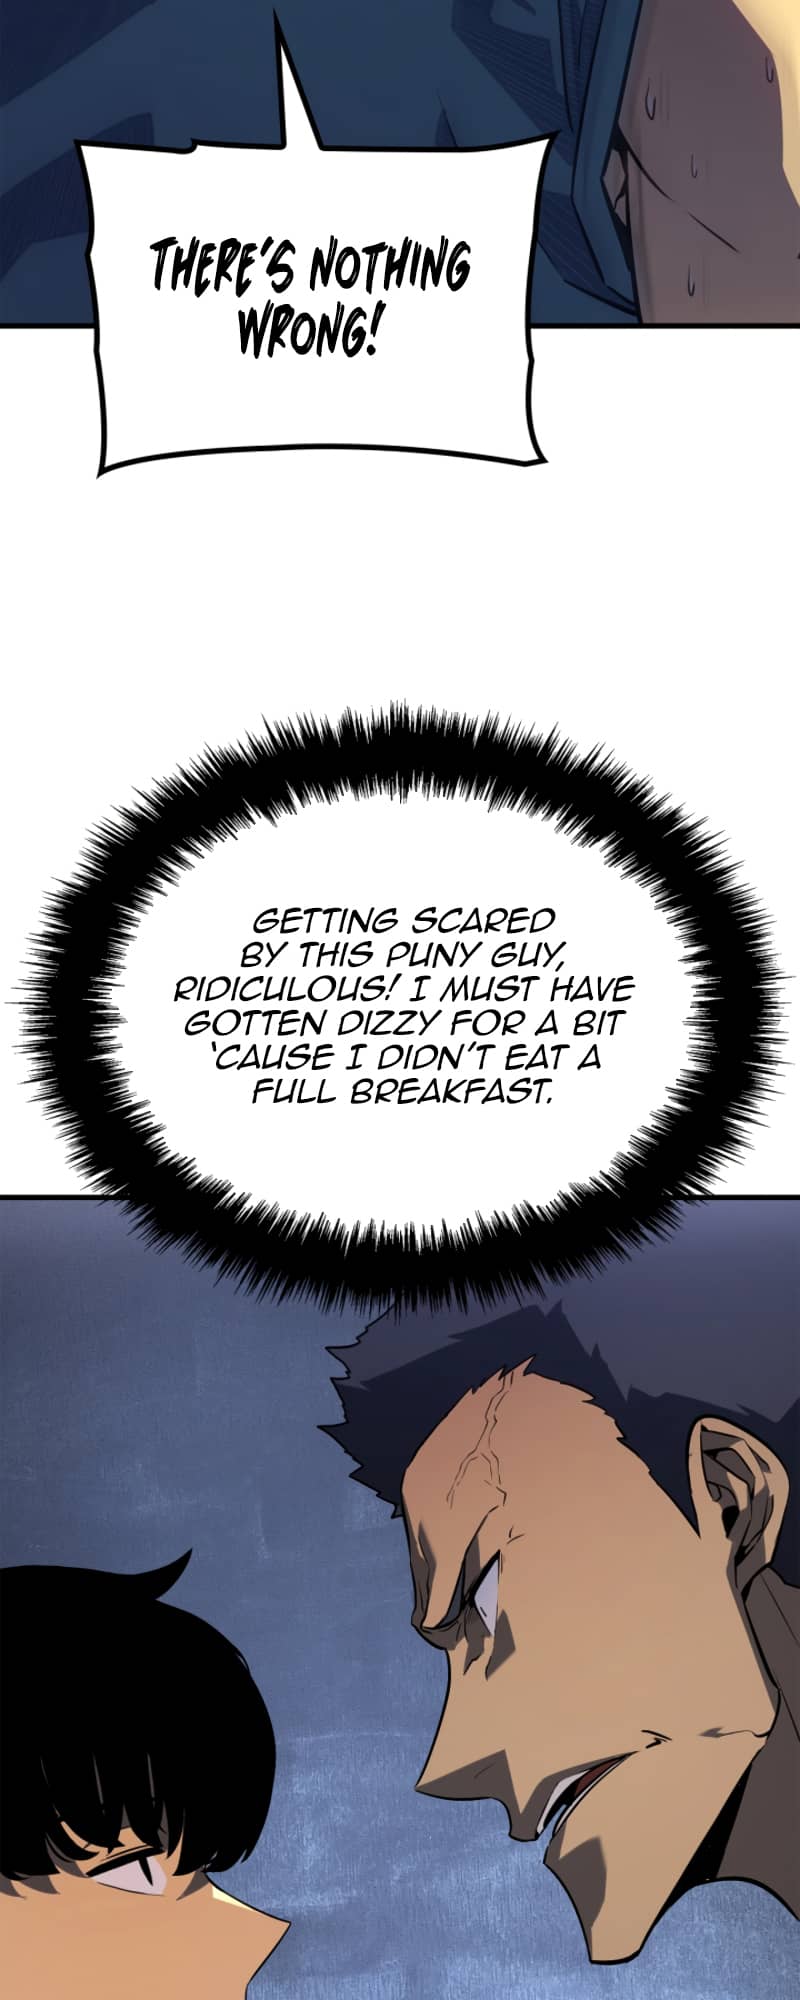 THERE'S NOTHING
WRONG!
GETTING SCARED
BY THIS PUNY GUY,
RIDICULOUS! I MUST HAVE
GOTTEN DIZZY FOR A BIT
'CAUSE I DIDN'T EAT A
FULL BREAKFAST.